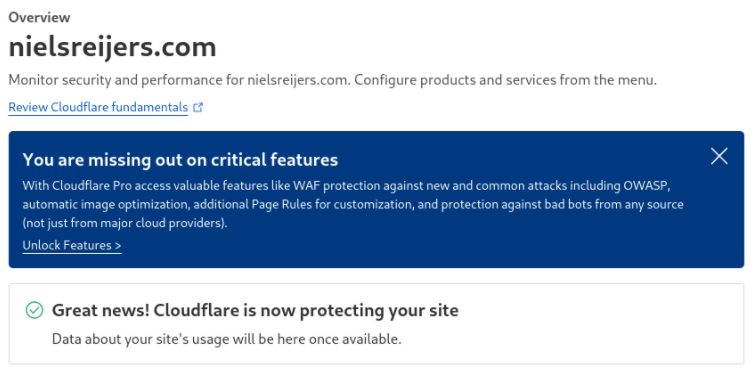 Overview
nielsreijers.com
Monitor security and performance for nielsreijers.com. Configure products and services from the menu.
Review Cloudflare fundamentals
You are missing out on critical features
With Cloudflare Pro access valuable features like WAF protection against new and common attacks including OWASP,
automatic image optimization, additional Page Rules for customization, and protection against bad bots from any source
(not just from major cloud providers).
Unlock Features >
Great news! Cloudflare is now protecting your site
Data about your site's usage will be here once available.